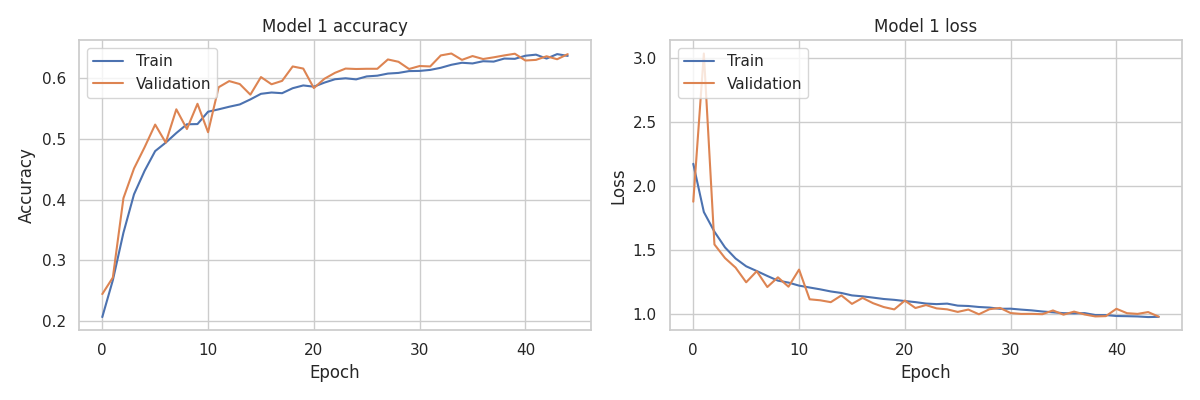 Model 1 accuracy
Train
Validation
0.6
0.5
0.4
0.3
0.2
Accuracy
0 10 20 30 40
Epoch
Model 1 loss
Train
Validation
3.0
2.5
2.0
1.5
1.0
Loss
0 10 20 30 40
Epoch